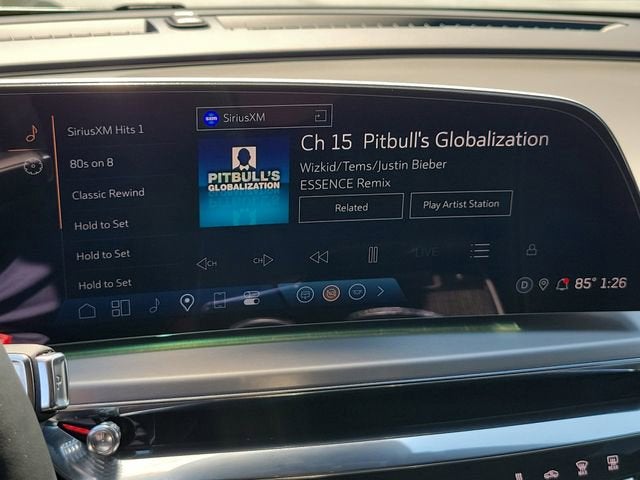 SiriusXM Hits 1
80s on 8
Classic Rewind
Hold to Set
Hold to Set
Hold to Set
SiriusXM
PITBULL'S
GLOBALIZATION
Ch 15 Pitbull's Globalization
Wizkid/Tems/Justin Bieber
ESSENCE Remix
Related
Play Artist Station
CH
CH
LIVE
D
85° 1:26